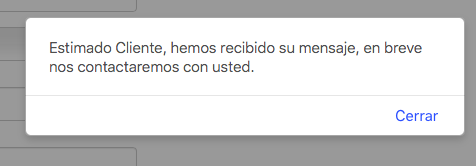 Estimado Cliente, hemos recibido su mensaje, en breve
nos contactaremos con usted.
Cerrar